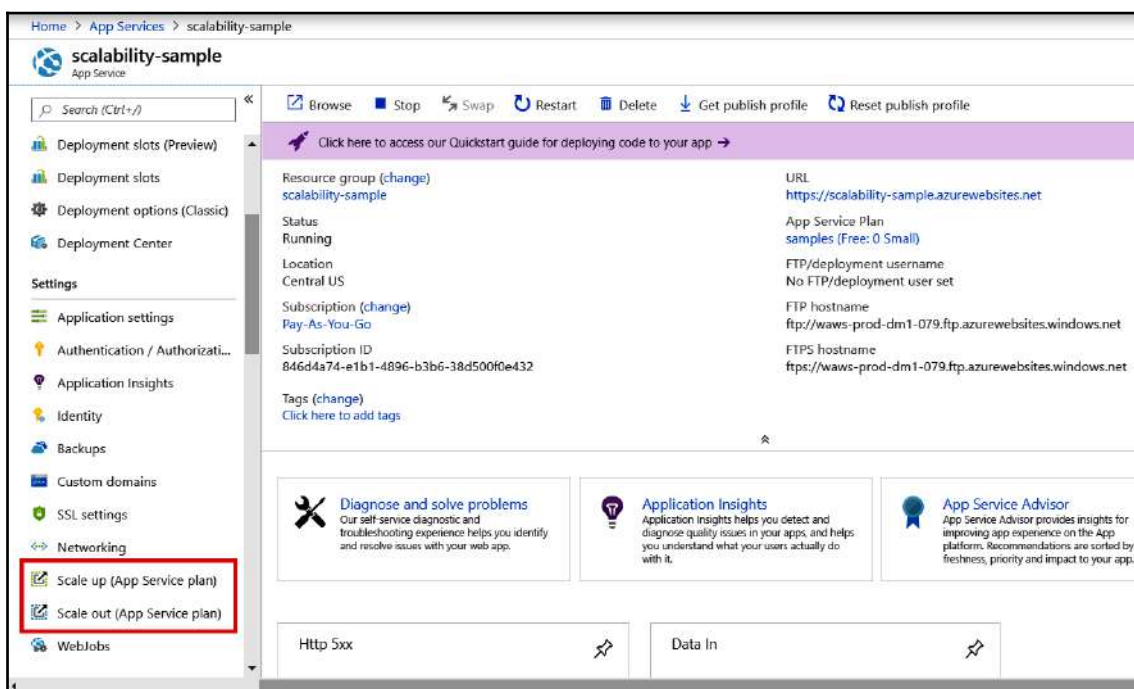 Home > App Services > scalability-sample
scalability-sample
App Service
Search (Ctrl+/)
Deployment slots (Preview)
Deployment slots
Deployment options (Classic)
Deployment Center
Settings
Application settings
Authentication / Authorizati...
Application Insights
Identity
Backups
Custom domains
SSL settings
Networking
Scale up (App Service plan)
Scale out (App Service plan)
WebJobs
Browse Stop Swap Restart Delete Get publish profile Reset publish profile
Click here to access our Quickstart guide for deploying code to your app →
Resource group (change)
scalability-sample
Status
Running
Location
Central US
Subscription (change)
Pay-As-You-Go
Subscription ID
846d4a74-e1b1-4896-b3b6-38d500f0e432
Tags (change)
Click here to add tags
URL
https://scalability-sample.azurewebsites.net
App Service Plan
samples (Free: 0 Small)
FTP/deployment username
No FTP/deployment user set
FTP hostname
ftp://waws-prod-dm1-079.ftp.azurewebsites.windows.net
FTPS hostname
ftps://waws-prod-dm1-079.ftp.azurewebsites.windows.net
Diagnose and solve problems
Our self-service diagnostic and
troubleshooting experience helps you identify
and resolve issues with your web app.
Application Insights
Application Insights helps you detect and
diagnose quality issues in your apps, and helps
you understand what your users actually do
with it.
App Service Advisor
App Service Advisor provides insights for
improving app experience on the App
platform. Recommendations are sorted by
freshness, priority and impact to your app.
Http 5xx
Data In